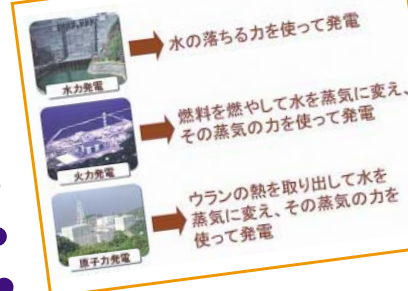 水の落ちる力を使って発電
水力発電
燃料を燃やして水を蒸気に変え、
その蒸気の力を使って発電
火力発電
ウランの熱を取り出して水を
蒸気に変え、その蒸気の力を
使って発電
原子力発電